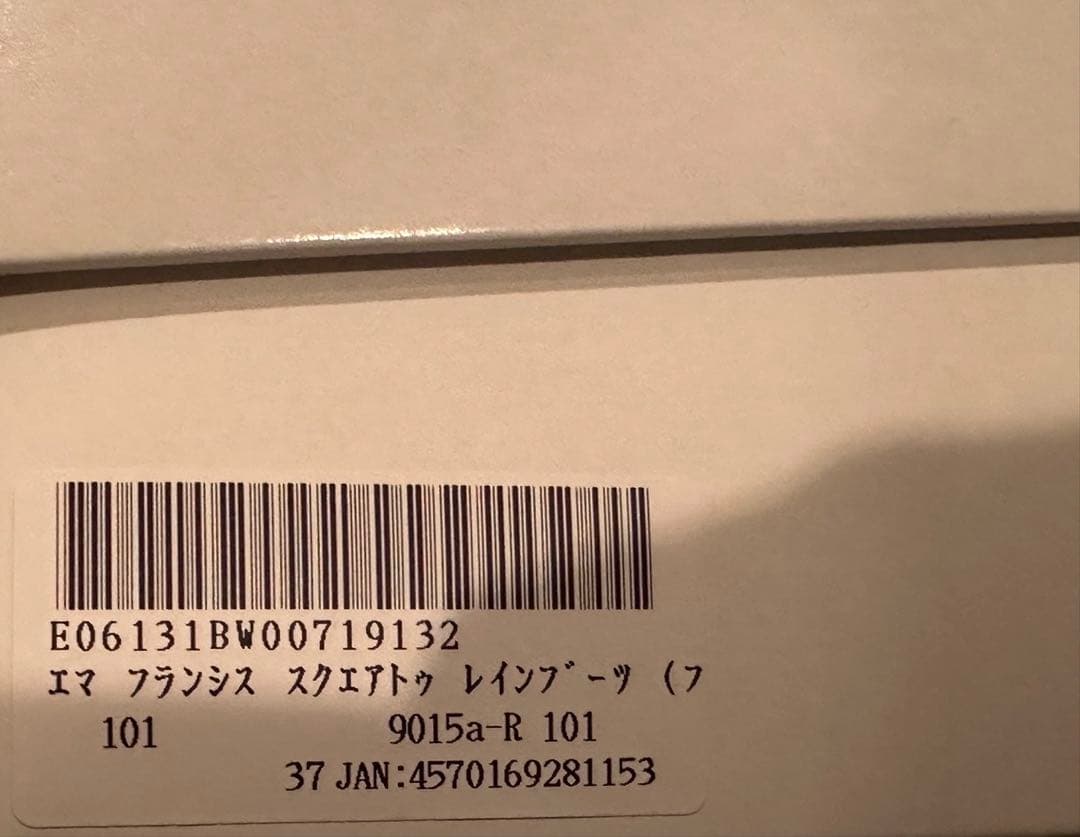 E06131BW00719132
ｴﾏ ﾌﾗﾝｼｽ ｽｸｴｱﾄｩ ﾚｲﾝﾌﾞｰﾂ (ﾌ
101 9015a-R 101
37 JAN:4570169281153